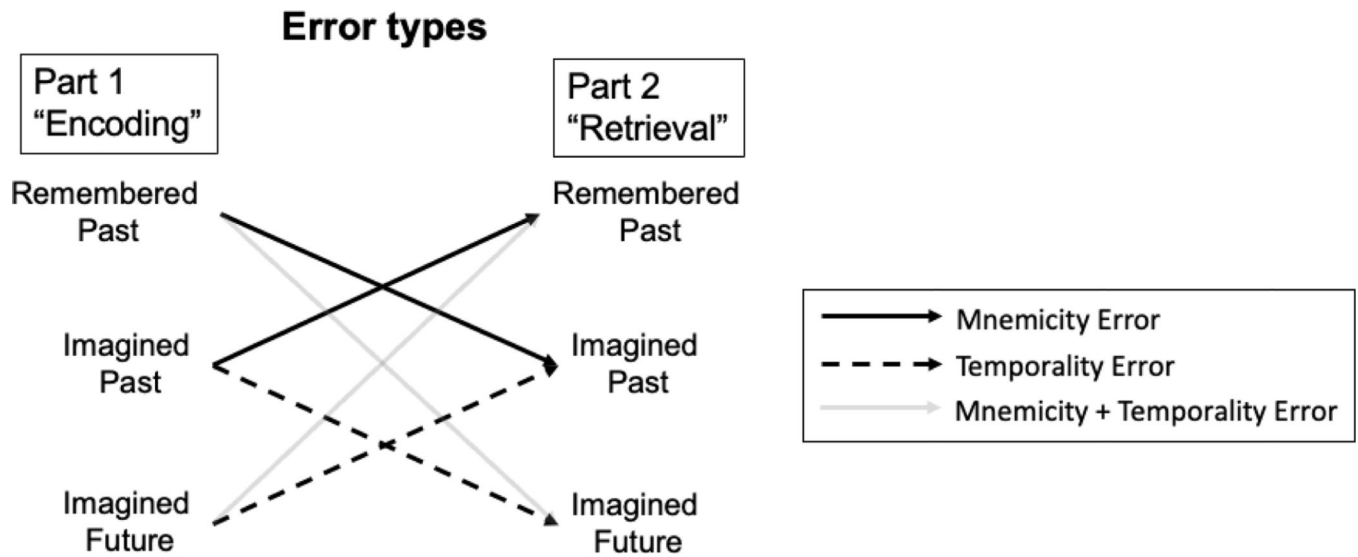 Error types
Part 1
“Encoding”
Part 2
“Retrieval”
Remembered
Past
Remembered
Past
Imagined
Past
Imagined
Past
Imagined
Future
Imagined
Future
Mnemicity Error
Temporality Error
Mnemicity + Temporality Error